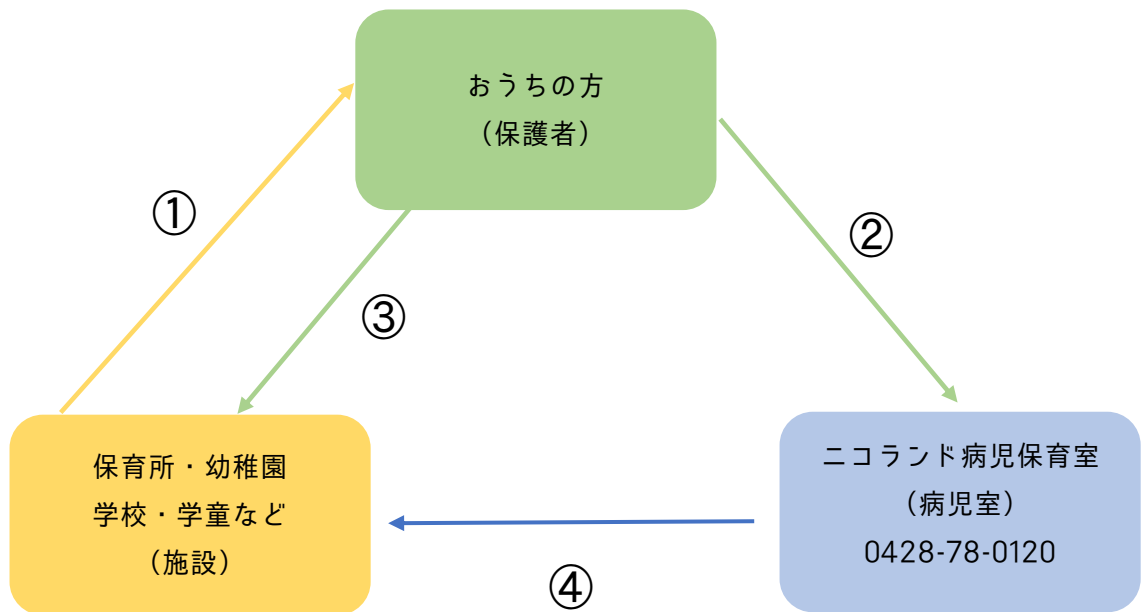 おうちの方
（保護者）
①
②
③
保育所・幼稚園
学校・学童など
（施設）
ニコランド病児保育室
（病児室）
0428-78-0120
④